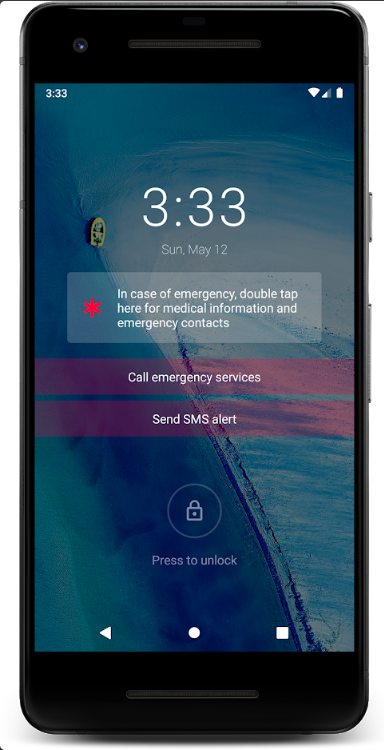 3:33
3:33
Sun, May 12
In case of emergency, double tap
here for medical information and
emergency contacts
Call emergency services
Send SMS alert
Press to unlock